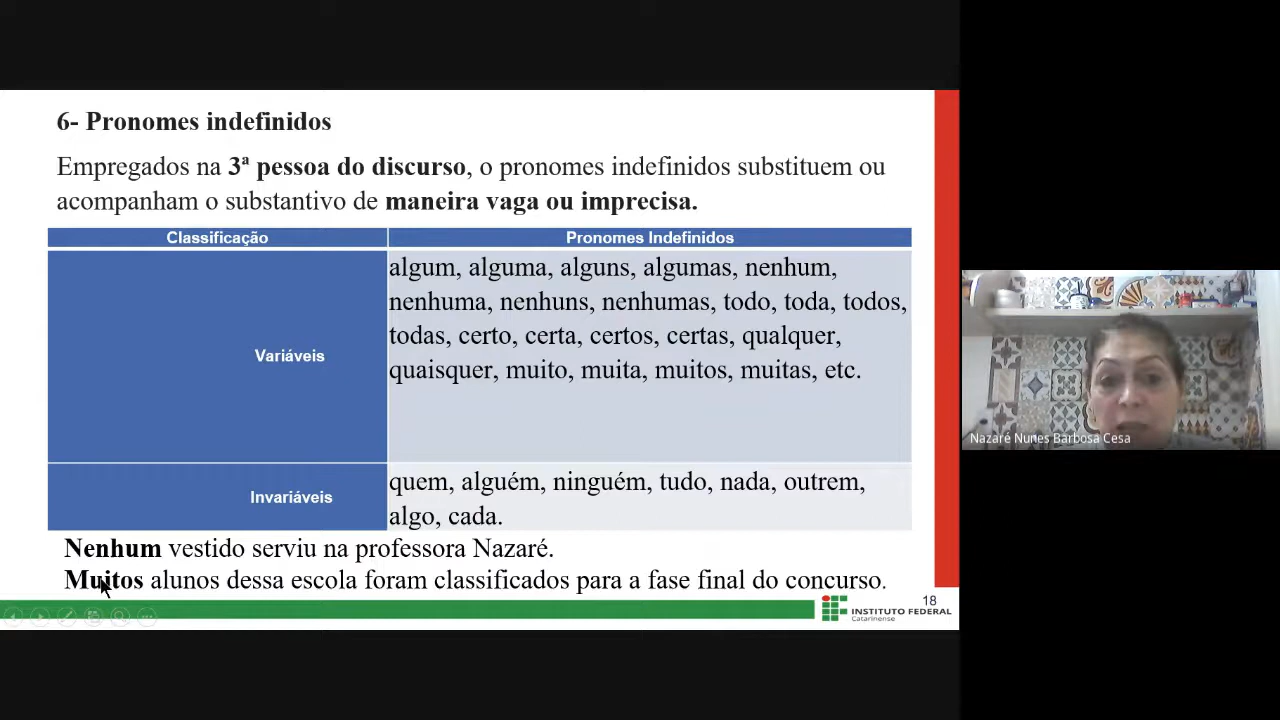 6- Pronomes indefinidos
Empregados na 3ª pessoa do discurso, o pronomes indefinidos substituem ou
acompanham o substantivo de maneira vaga ou imprecisa.
Classificação
Pronomes Indefinidos
Variáveis
algum, alguma, alguns, algumas, nenhum,
nenhuma, nenhuns, nenhumas, todo, toda, todos,
todas, certo, certa, certos, certas, qualquer,
quaisquer, muito, muita, muitos, muitas, etc.
Invariáveis
quem, alguém, ninguém, tudo, nada, outrem,
algo, cada.
Nenhum vestido serviu na professora Nazaré.
Muitos alunos dessa escola foram classificados para a fase final do concurso.
18
INSTITUTO FEDERAL
Catarinense
Nazaré Nunes Barbosa Cesa